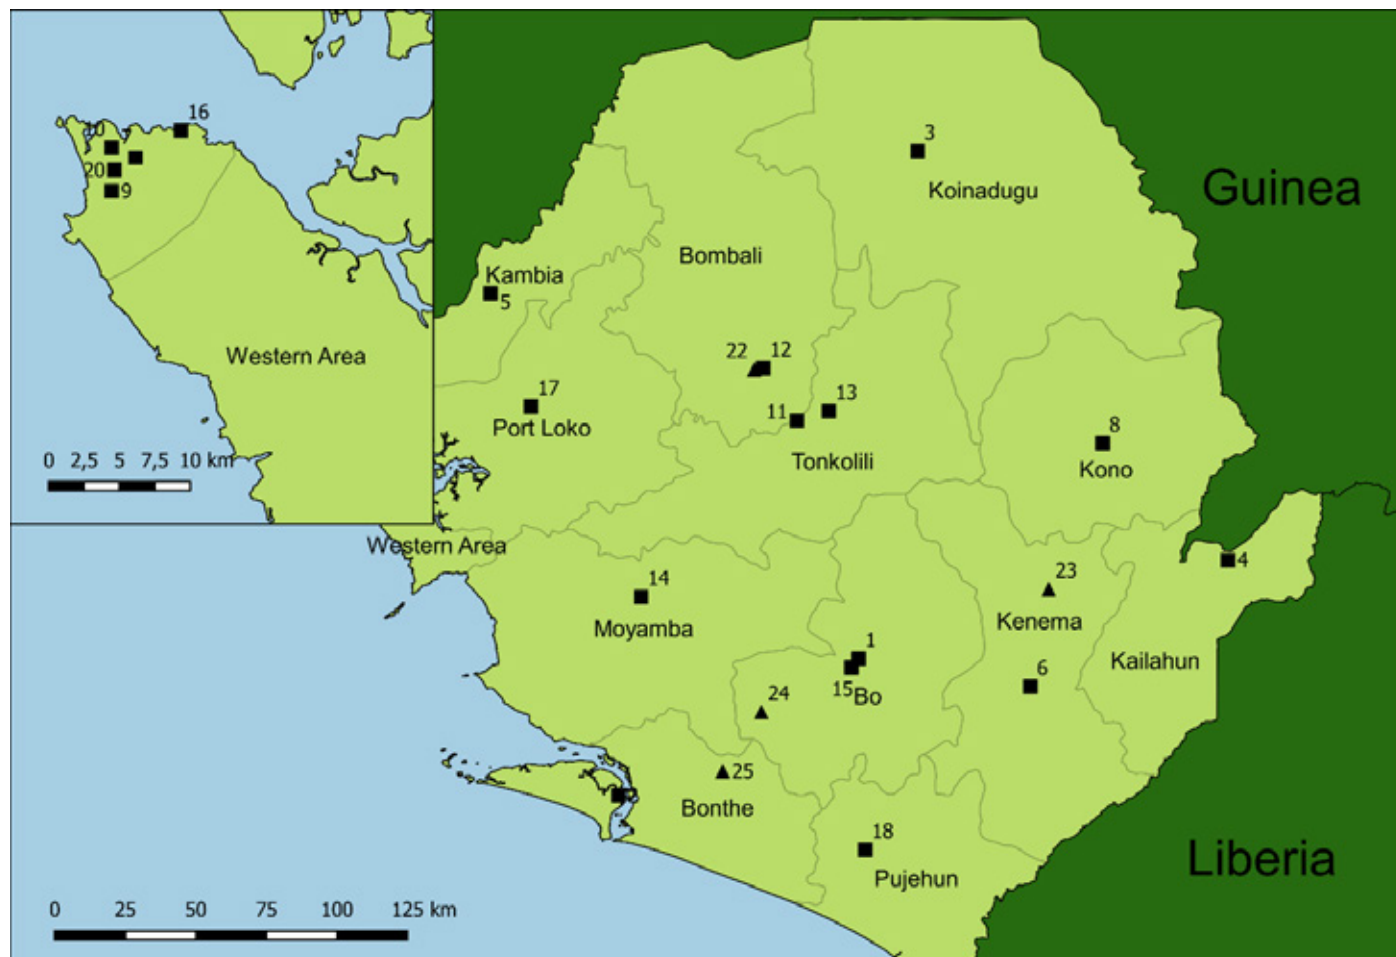 16
10
7
20
9
3
Guinea
Koinadugu
Bombali
Kambia
5
Western Area
22
12
17
13
11
8
Port Loko
Tonkolili
Kono
0 2,5 5 7,5 10 km
Western Area
4
14
23
Moyamba
Kenema
1
Kailahun
6
15
Bo
24
25
Bonthe
18
Liberia
Pujehun
0 25 50 75 100 125 km